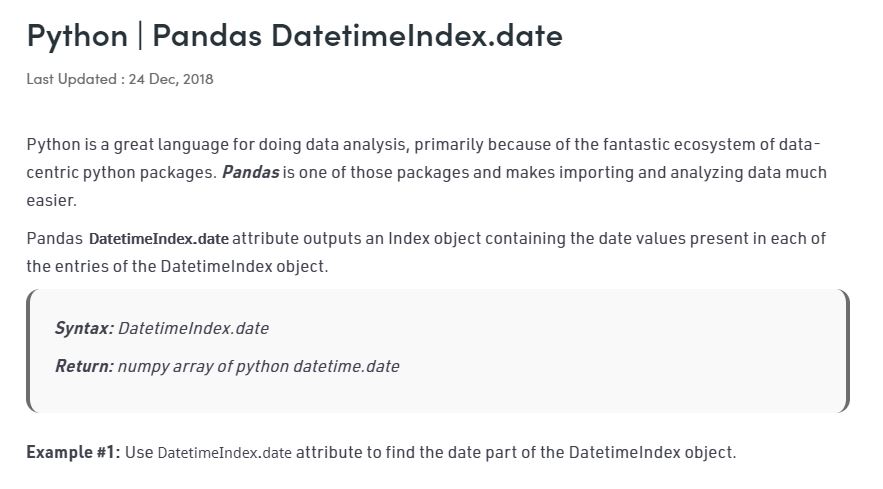 Python | Pandas DatetimeIndex.date
Last Updated : 24 Dec, 2018
Python is a great language for doing data analysis, primarily because of the fantastic ecosystem of data-
centric python packages. Pandas is one of those packages and makes importing and analyzing data much
easier.
Pandas DatetimeIndex.date attribute outputs an Index object containing the date values present in each of
the entries of the DatetimeIndex object.
Syntax: DatetimeIndex.date
Return: numpy array of python datetime.date
Example #1: Use DatetimeIndex.date attribute to find the date part of the DatetimeIndex object.